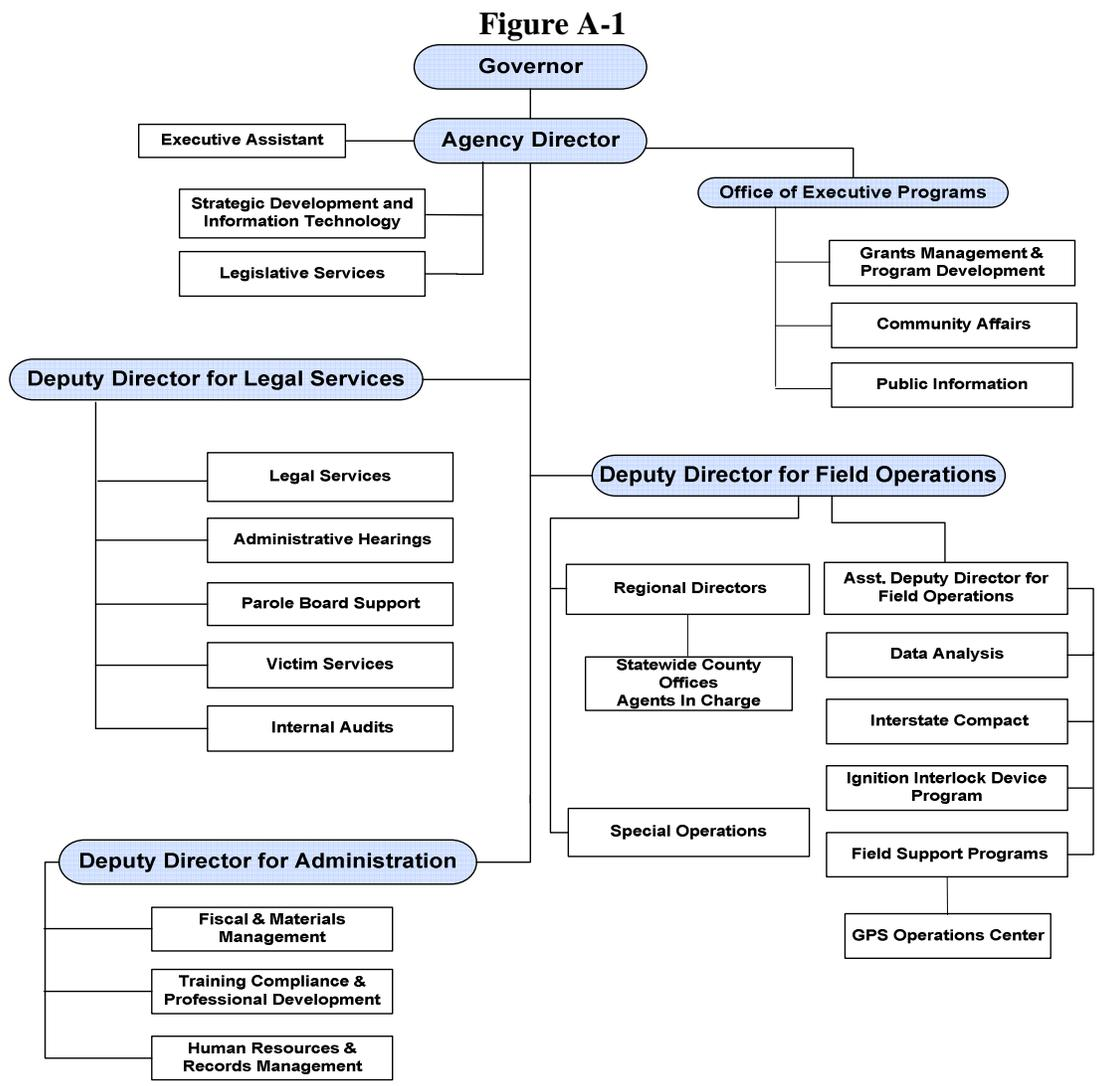 Figure A-1
Governor
Agency Director
Executive Assistant
Strategic Development and
Information Technology
Legislative Services
Office of Executive Programs
Grants Management &
Program Development
Community Affairs
Public Information
Deputy Director for Legal Services
Legal Services
Administrative Hearings
Parole Board Support
Victim Services
Internal Audits
Deputy Director for Field Operations
Regional Directors
Statewide County
Offices
Agents In Charge
Special Operations
Asst. Deputy Director for
Field Operations
Data Analysis
Interstate Compact
Ignition Interlock Device
Program
Field Support Programs
GPS Operations Center
Deputy Director for Administration
Fiscal & Materials
Management
Training Compliance &
Professional Development
Human Resources &
Records Management